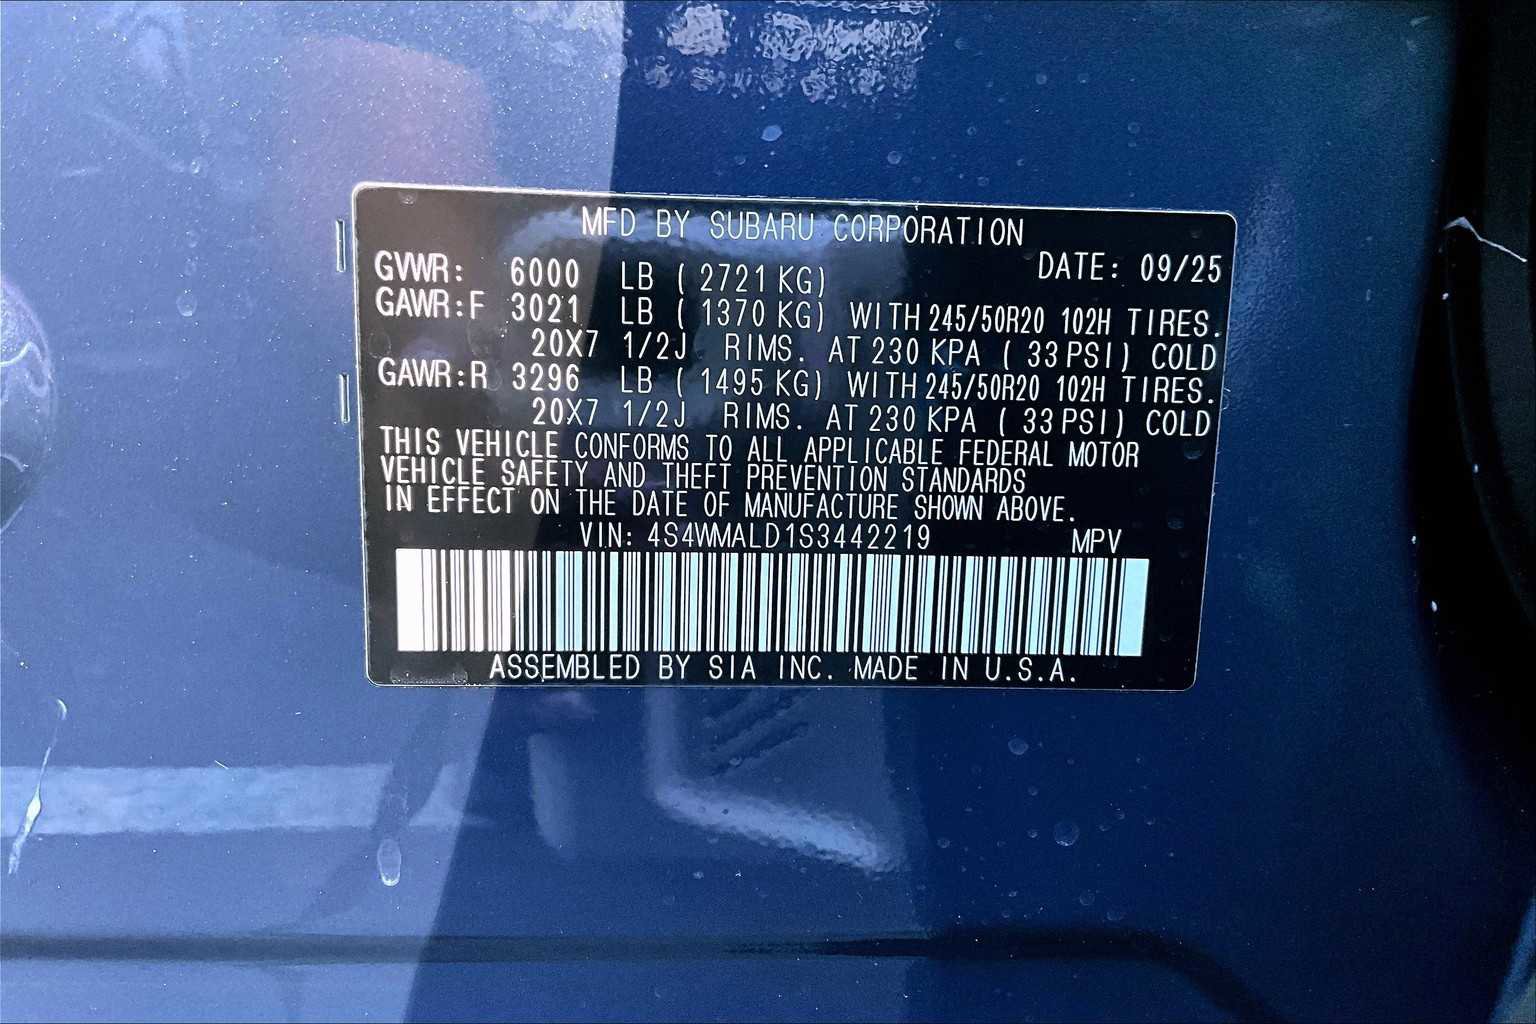 MFD BY SUBARU CORPORATION
DATE: 09/25
GVWR: 6000 LB ( 2721 KG)
GAWR:F 3021 LB ( 1370 KG) WITH 245/50R20 102H TIRES.
20X7 1/2J RIMS. AT 230 KPA ( 33 PSI) COLD
GAWR:R 3296 LB ( 1495 KG) WITH 245/50R20 102H TIRES.
20X7 1/2J RIMS. AT 230 KPA ( 33 PSI) COLD
THIS VEHICLE CONFORMS TO ALL APPLICABLE FEDERAL MOTOR
VEHICLE SAFETY AND THEFT PREVENTION STANDARDS
IN EFFECT ON THE DATE OF MANUFACTURE SHOWN ABOVE.
VIN: 4S4WMALD1S3442219 MPV
ASSEMBLED BY SIA INC. MADE IN U.S.A.